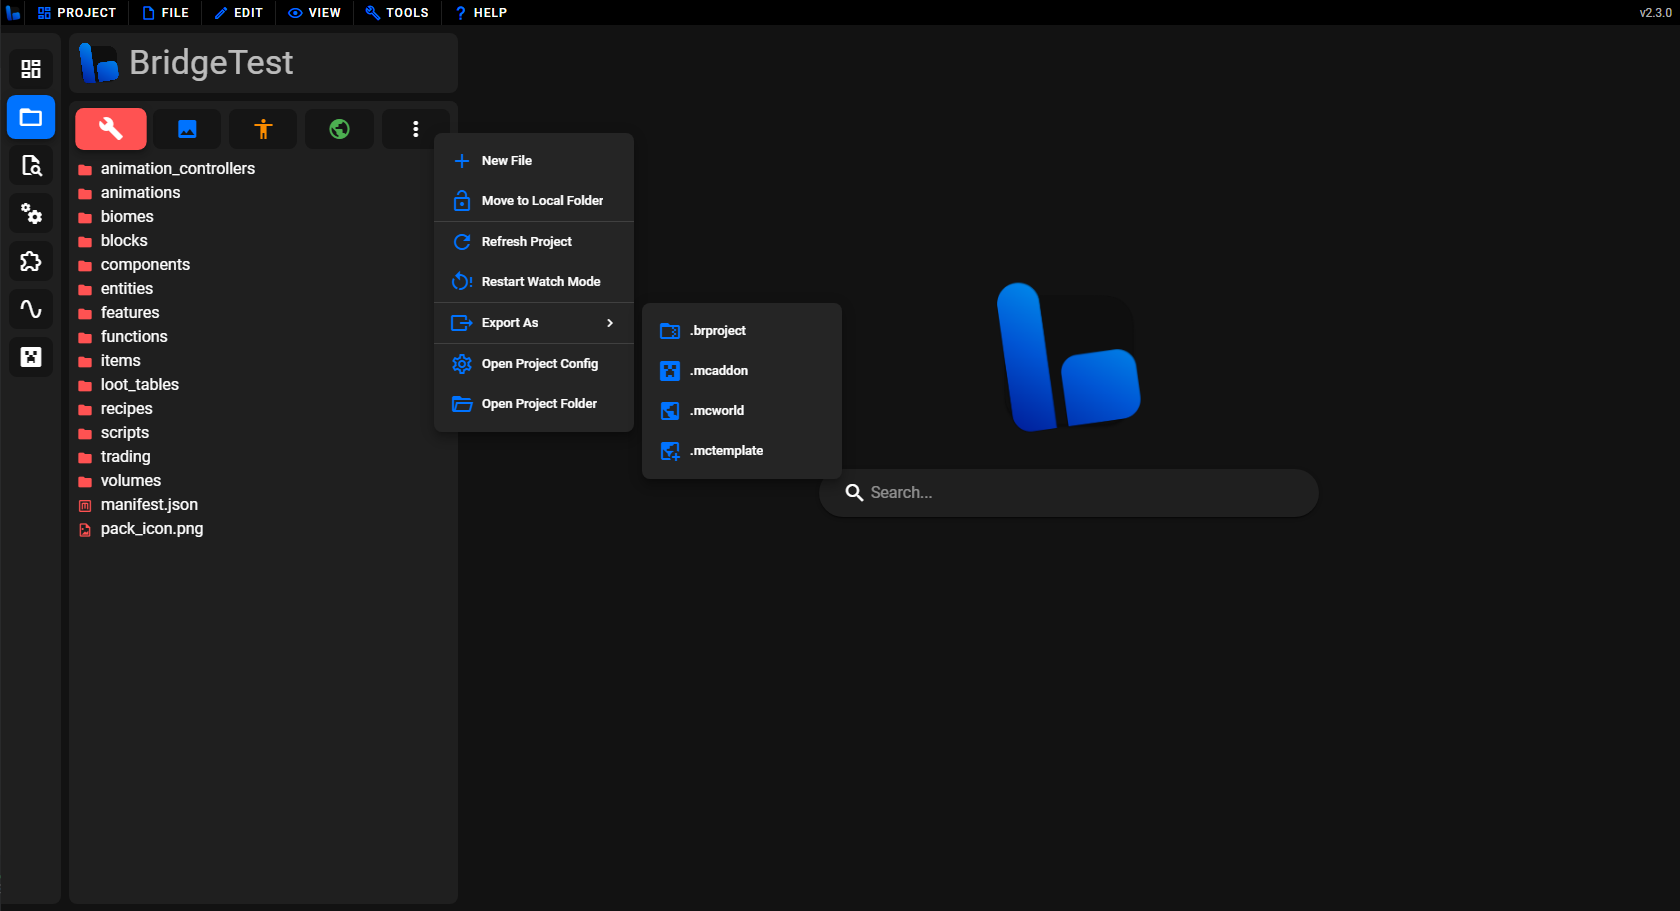 PROJECT FILE EDIT VIEW TOOLS HELP v2.3.0
BridgeTest
animation_controllers
animations
biomes
blocks
components
entities
features
functions
items
loot_tables
recipes
scripts
trading
volumes
manifest.json
pack_icon.png
New File
Move to Local Folder
Refresh Project
Restart Watch Mode
Export As
Open Project Config
Open Project Folder
.brproject
.mcaddon
.mcworld
.mctemplate
Search...